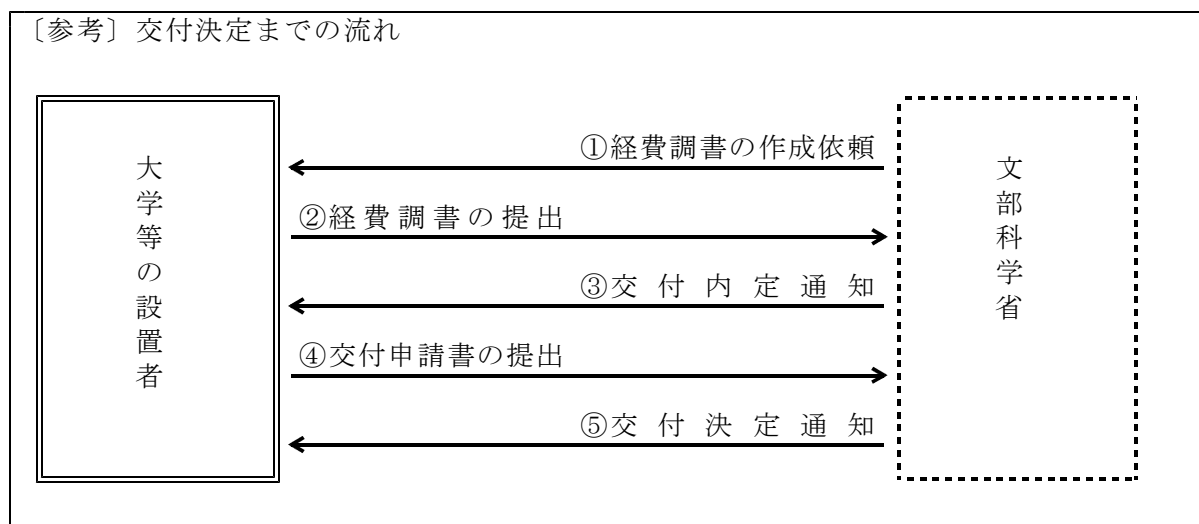 〔参考〕交付決定までの流れ
大学等の設置者
①経費調書の作成依頼
②経費調書の提出
③交付内定通知
④交付申請書の提出
⑤交付決定通知
文部科学省